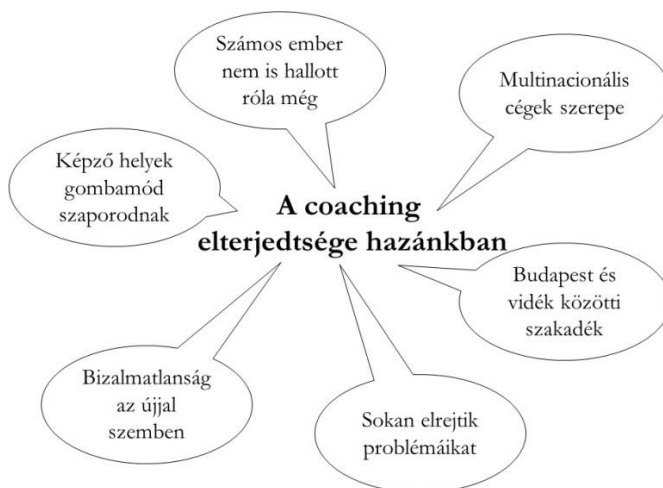 Számos ember
nem is hallott
róla még
Multinacionális
cégek szerepe
Képző helyek
gombamód
szaporodnak
A coaching
elterjedtsége hazánkban
Budapest és
vidék közötti
szakadék
Bizalmatlanság
az újjal
szemben
Sokan elrejtik
problémáikat